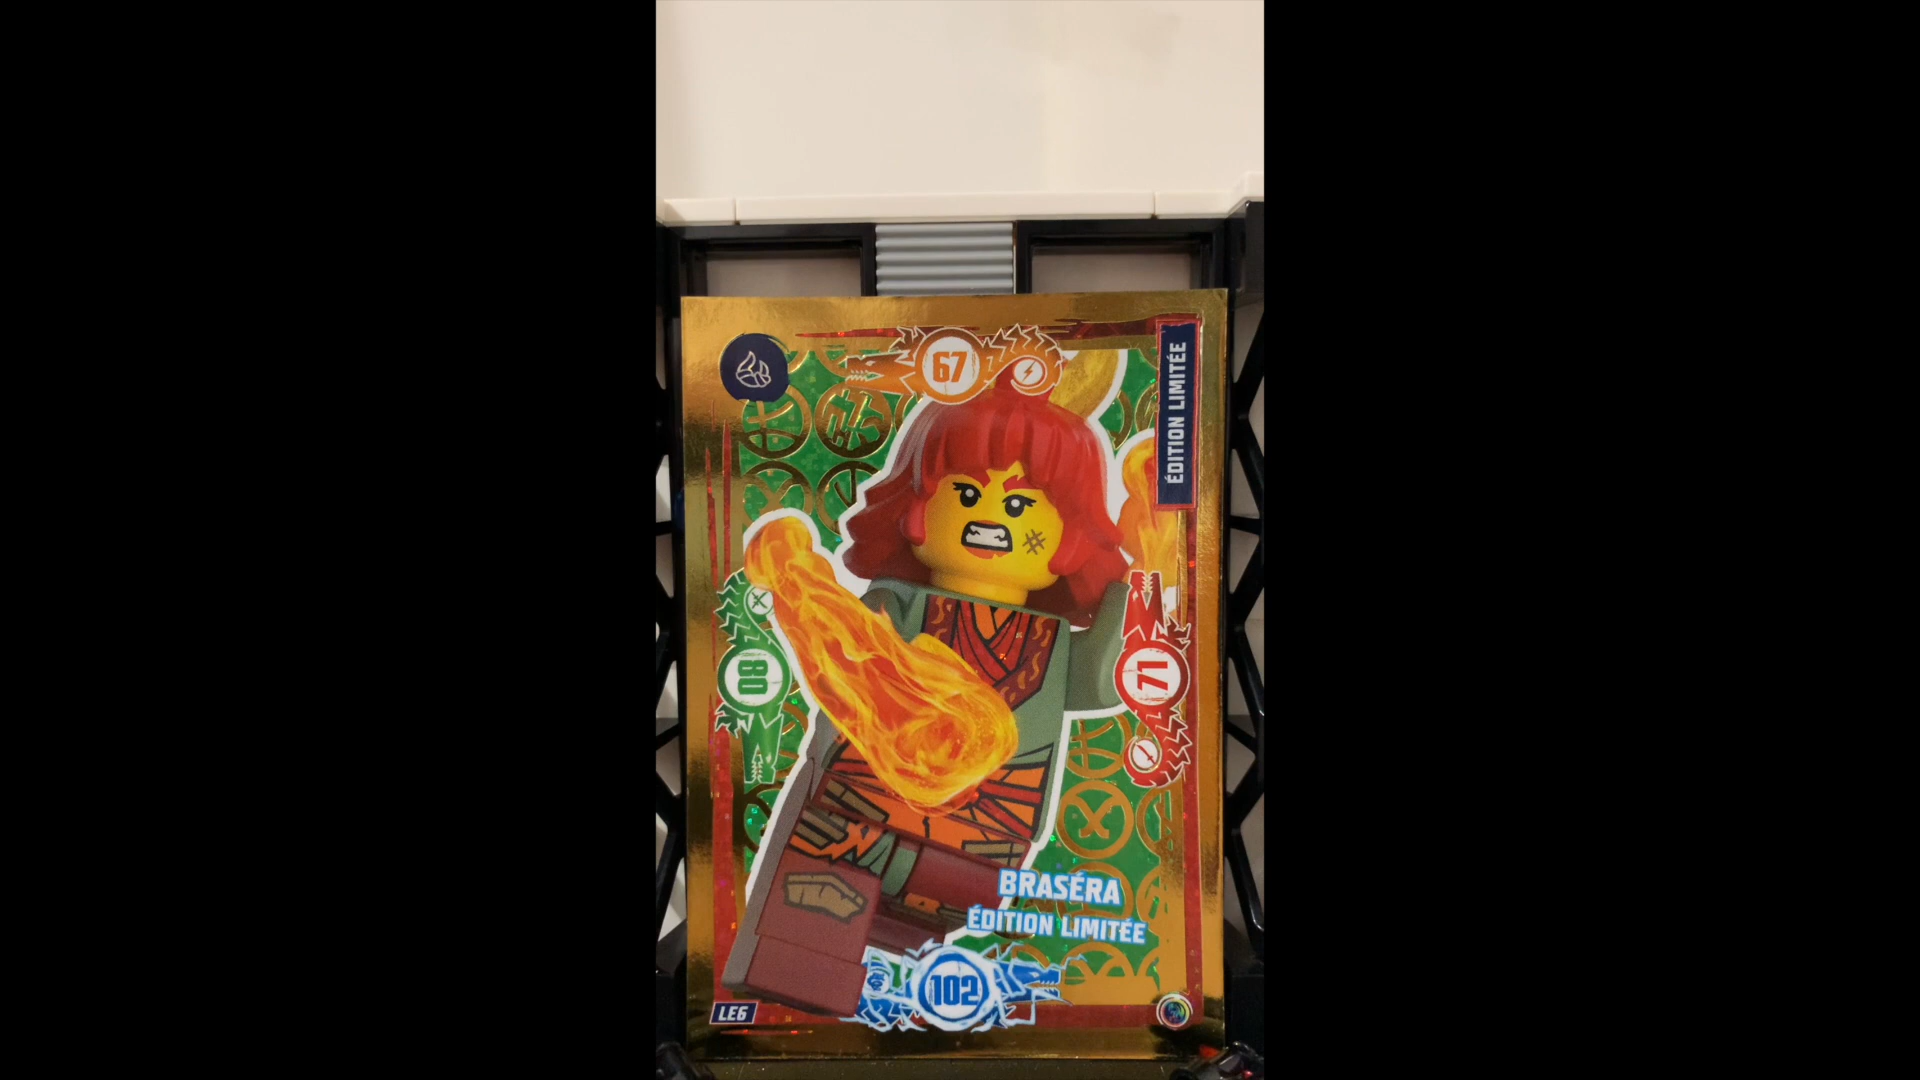 67
ÉDITION LIMITÉE
80
71
BRASÉRA
ÉDITION LIMITÉE
102
LE6